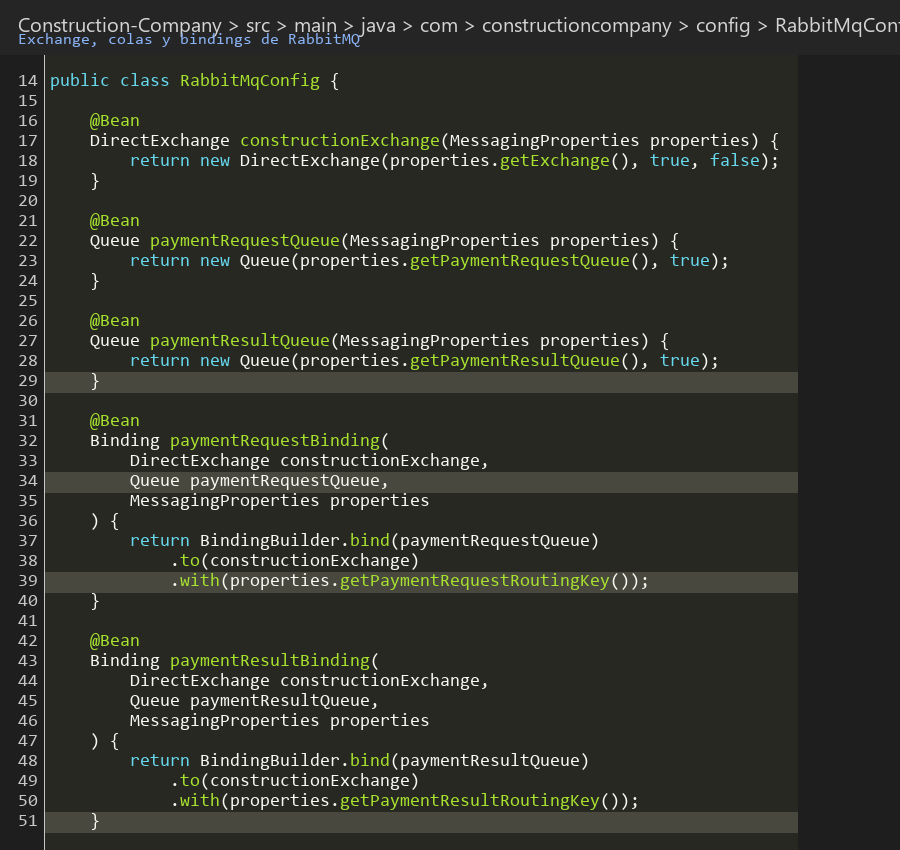 Construction-Company > src > main > java > com > constructioncompany > config > RabbitMqConf
Exchange, colas y bindings de RabbitMQ
14 public class RabbitMqConfig {
15
16     @Bean
17     DirectExchange constructionExchange(MessagingProperties properties) {
18         return new DirectExchange(properties.getExchange(), true, false);
19     }
20
21     @Bean
22     Queue paymentRequestQueue(MessagingProperties properties) {
23         return new Queue(properties.getPaymentRequestQueue(), true);
24     }
25
26     @Bean
27     Queue paymentResultQueue(MessagingProperties properties) {
28         return new Queue(properties.getPaymentResultQueue(), true);
29     }
30
31     @Bean
32     Binding paymentRequestBinding(
33         DirectExchange constructionExchange,
34         Queue paymentRequestQueue,
35         MessagingProperties properties
36     ) {
37         return BindingBuilder.bind(paymentRequestQueue)
38             .to(constructionExchange)
39             .with(properties.getPaymentRequestRoutingKey());
40     }
41
42     @Bean
43     Binding paymentResultBinding(
44         DirectExchange constructionExchange,
45         Queue paymentResultQueue,
46         MessagingProperties properties
47     ) {
48         return BindingBuilder.bind(paymentResultQueue)
49             .to(constructionExchange)
50             .with(properties.getPaymentResultRoutingKey());
51     }